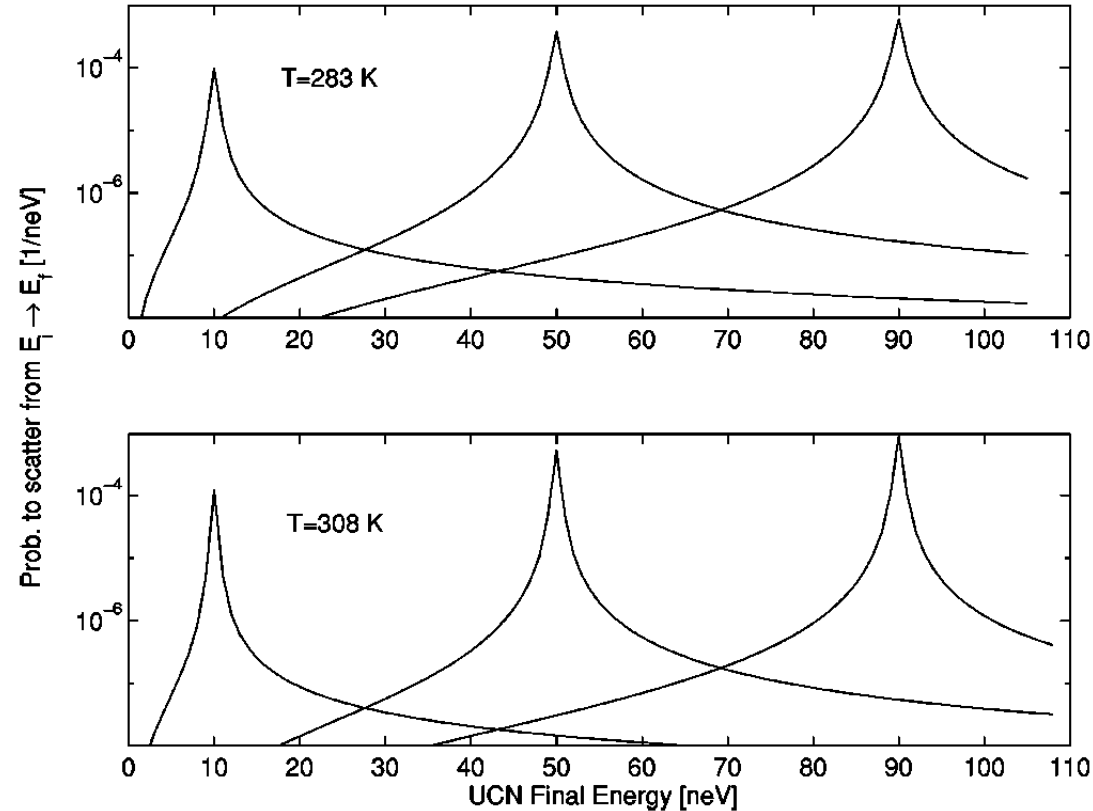 Prob. to scatter from E_i → E_f [1/neV]
10^−4
T=283 K
10^−6
0 10 20 30 40 50 60 70 80 90 100 110
10^−4
T=308 K
10^−6
0 10 20 30 40 50 60 70 80 90 100 110
UCN Final Energy [neV]